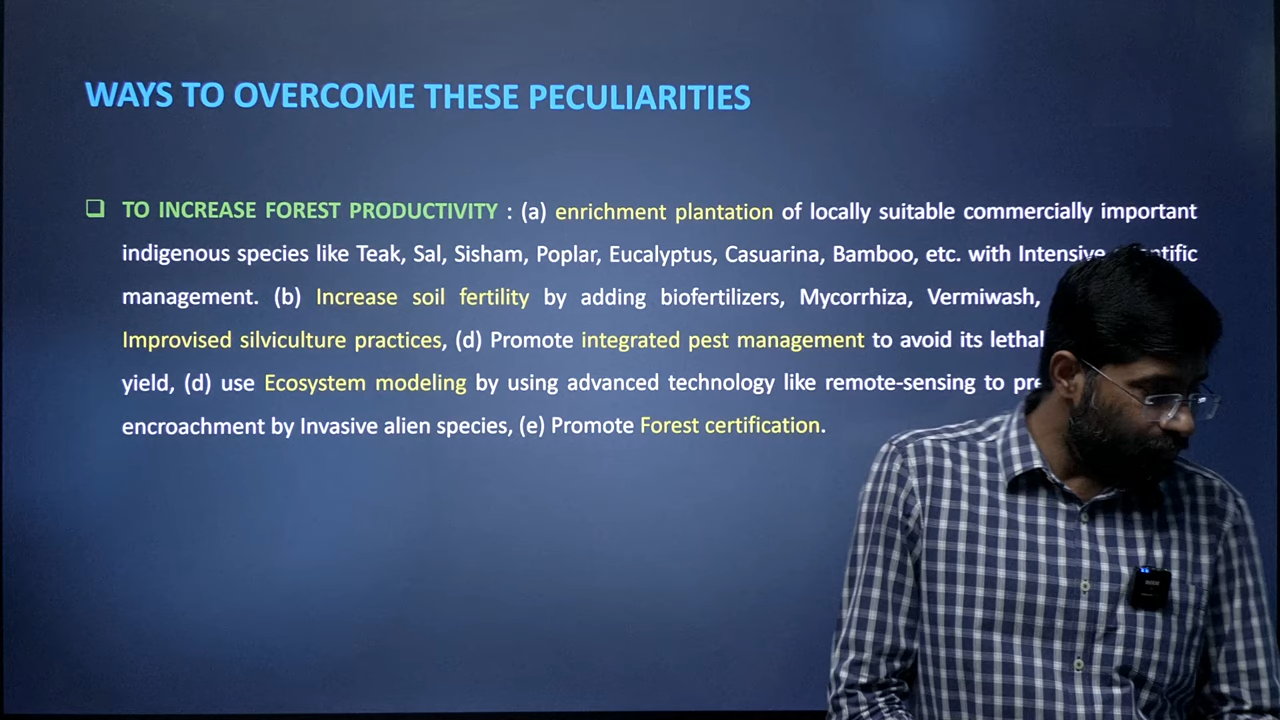 WAYS TO OVERCOME THESE PECULIARITIES
TO INCREASE FOREST PRODUCTIVITY : (a) enrichment plantation of locally suitable commercially important
indigenous species like Teak, Sal, Sisham, Poplar, Eucalyptus, Casuarina, Bamboo, etc. with Intensive
management. (b) Increase soil fertility by adding biofertilizers, Mycorrhiza, Vermiwash,
Improvised silviculture practices, (d) Promote integrated pest management to avoid its lethal
yield, (d) use Ecosystem modeling by using advanced technology like remote-sensing to
encroachment by Invasive alien species, (e) Promote Forest certification.